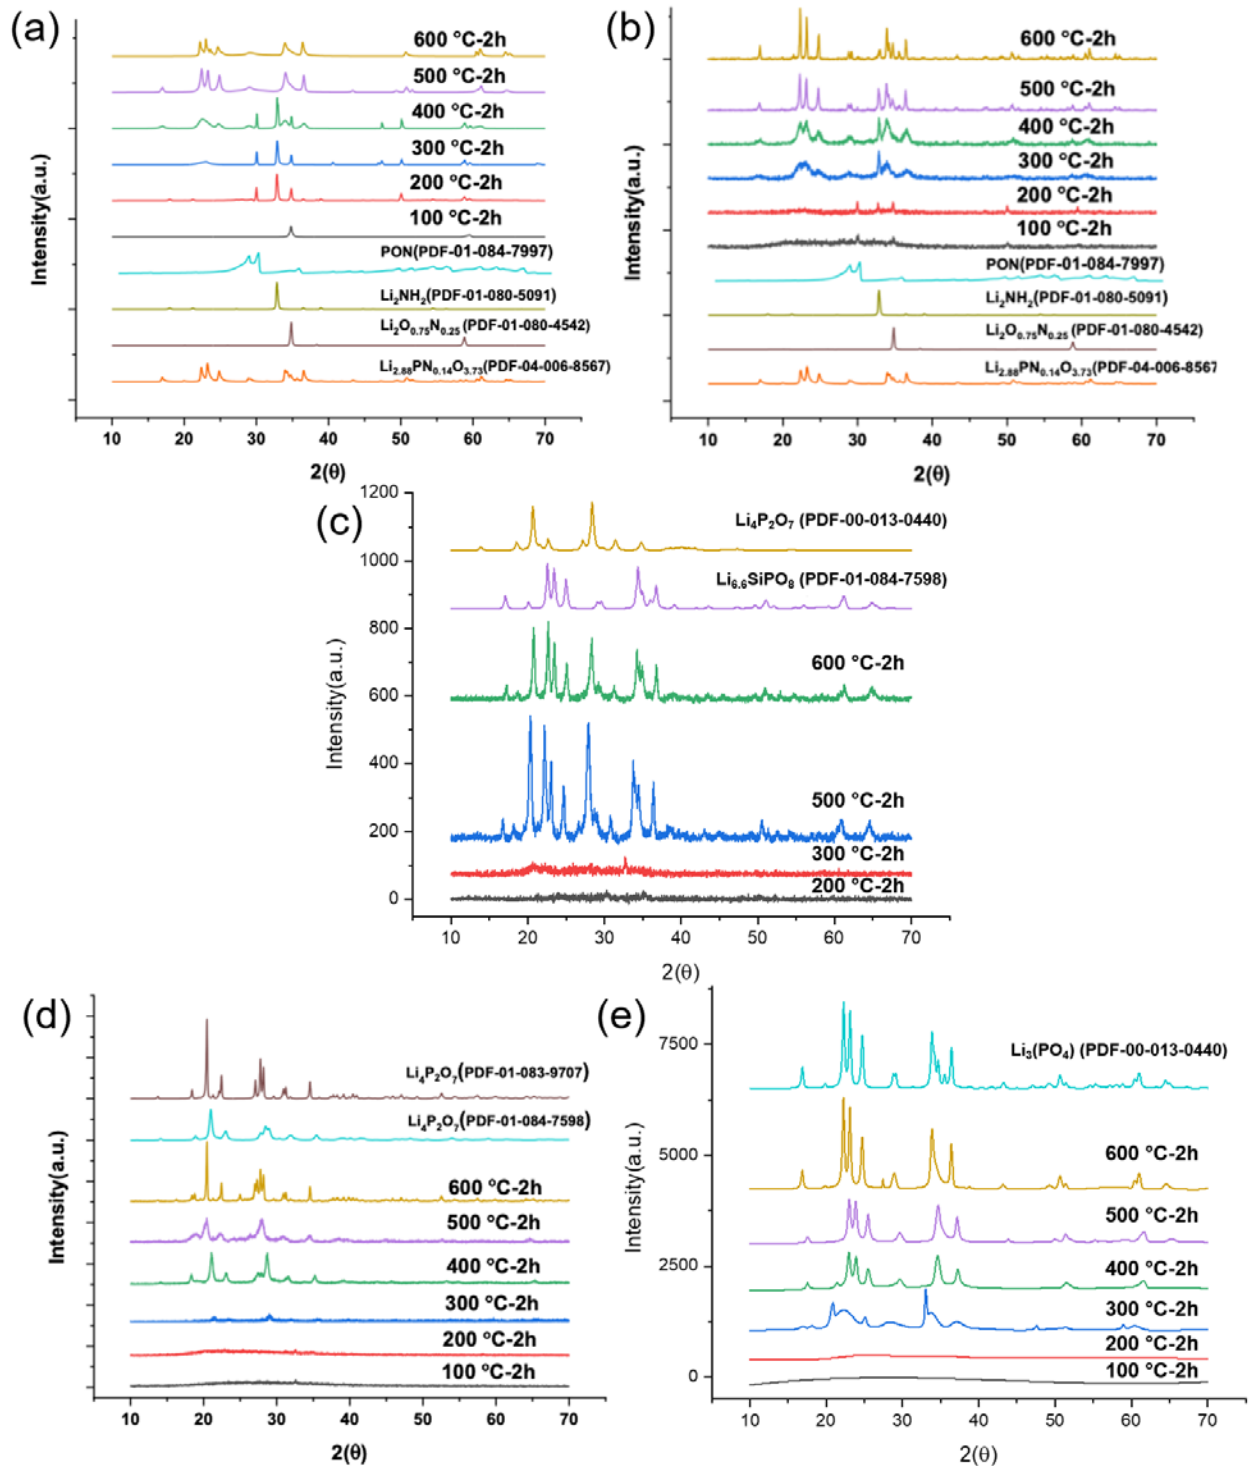 (a)
600 °C-2h
500 °C-2h
400 °C-2h
300 °C-2h
200 °C-2h
100 °C-2h
PON(PDF-01-084-7997)
Li₂NH₂(PDF-01-080-5091)
Li₂O₀.₇₅N₀.₂₅ (PDF-01-080-4542)
Li₂.₈₈PN₀.₁₄O₃.₇₃(PDF-04-006-8567)
Intensity(a.u.)
10 20 30 40 50 60 70
2(θ)
(b)
600 °C-2h
500 °C-2h
400 °C-2h
300 °C-2h
200 °C-2h
100 °C-2h
PON(PDF-01-084-7997)
Li₂NH₂(PDF-01-080-5091)
Li₂O₀.₇₅N₀.₂₅ (PDF-01-080-4542)
Li₂.₈₈PN₀.₁₄O₃.₇₃(PDF-04-006-8567
Intensity(a.u.)
10 20 30 40 50 60 70
2(θ)
(c)
1200
1000
800
600
400
200
0
Intensity(a.u.)
Li₄P₂O₇ (PDF-00-013-0440)
Li₆.₆SiPO₈ (PDF-01-084-7598)
600 °C-2h
500 °C-2h
300 °C-2h
200 °C-2h
10 20 30 40 50 60 70
2(θ)
(d)
Li₄P₂O₇(PDF-01-083-9707)
Li₄P₂O₇(PDF-01-084-7598)
600 °C-2h
500 °C-2h
400 °C-2h
300 °C-2h
200 °C-2h
100 °C-2h
Intensity(a.u.)
10 20 30 40 50 60 70
2(θ)
(e)
7500
5000
2500
0
Intensity(a.u.)
Li₃(PO₄) (PDF-00-013-0440)
600 °C-2h
500 °C-2h
400 °C-2h
300 °C-2h
200 °C-2h
100 °C-2h
10 20 30 40 50 60 70
2(θ)